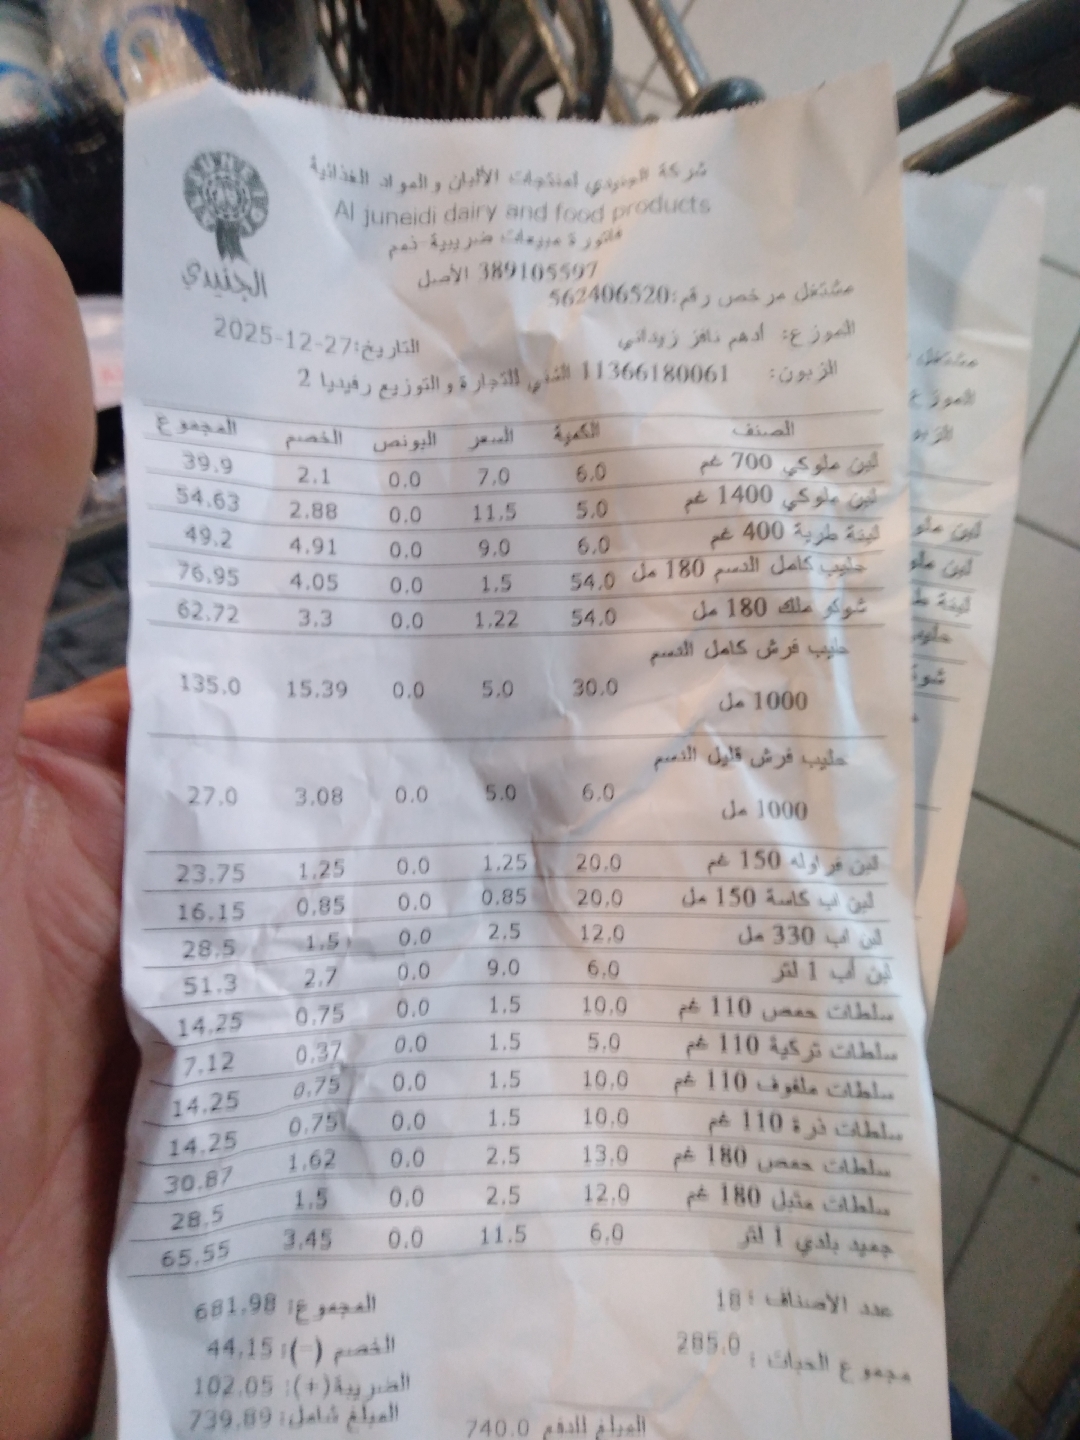 الجنيدي
شركة الجنيدي لمنتجات الألبان والمواد الغذائية
Al juneidi dairy and food products
فاتورة مبيعات ضريبية
389105597 الأصل
مشتغل مرخص رقم:562406520
الموزع: أدهم نافز زيداني
التاريخ:27-12-2025
الزبون: 11366180061 للتجارة والتوزيع رفيديا 2
الصنف الكمية السعر البونص الخصم المجموع
لبن ملوكي 700 غم 6.0 7.0 0.0 2.1 39.9
لبن ملوكي 1400 غم 5.0 11.5 0.0 2.88 54.63
لبنة طرية 400 غم 6.0 9.0 0.0 4.91 49.2
حليب كامل الدسم 180 مل 54.0 1.5 0.0 4.05 76.95
شوكو ملك 180 مل 54.0 1.22 0.0 3.3 62.72
حليب فرش كامل الدسم
1000 مل 30.0 5.0 0.0 15.39 135.0
حليب فرش قليل الدسم
1000 مل 6.0 5.0 0.0 3.08 27.0
لبن فراوله 150 غم 20.0 1.25 0.0 1.25 23.75
لبن اب كاسة 150 مل 20.0 0.85 0.0 0.85 16.15
لبن اب 330 مل 12.0 2.5 0.0 1.5 28.5
لبن أب 1 لتر 6.0 9.0 0.0 2.7 51.3
سلطات حمص 110 غم 10.0 1.5 0.0 0.75 14.25
سلطات تركية 110 غم 5.0 1.5 0.0 0.37 7.12
سلطات ملفوف 110 غم 10.0 1.5 0.0 0.75 14.25
سلطات ذرة 110 غم 10.0 1.5 0.0 0.75 14.25
سلطات حمص 180 غم 13.0 2.5 0.0 1.62 30.87
سلطات متبل 180 غم 12.0 2.5 0.0 1.5 28.5
جميد بلدي 1 لتر 6.0 11.5 0.0 3.45 65.55
عدد الاصناف : 18 المجموع: 681.98
مجموع الحبات : 285.0 الخصم (-): 44.15
الضريبة(+): 102.05
المبلغ شامل: 739.89
المبلغ للدفع 740.0